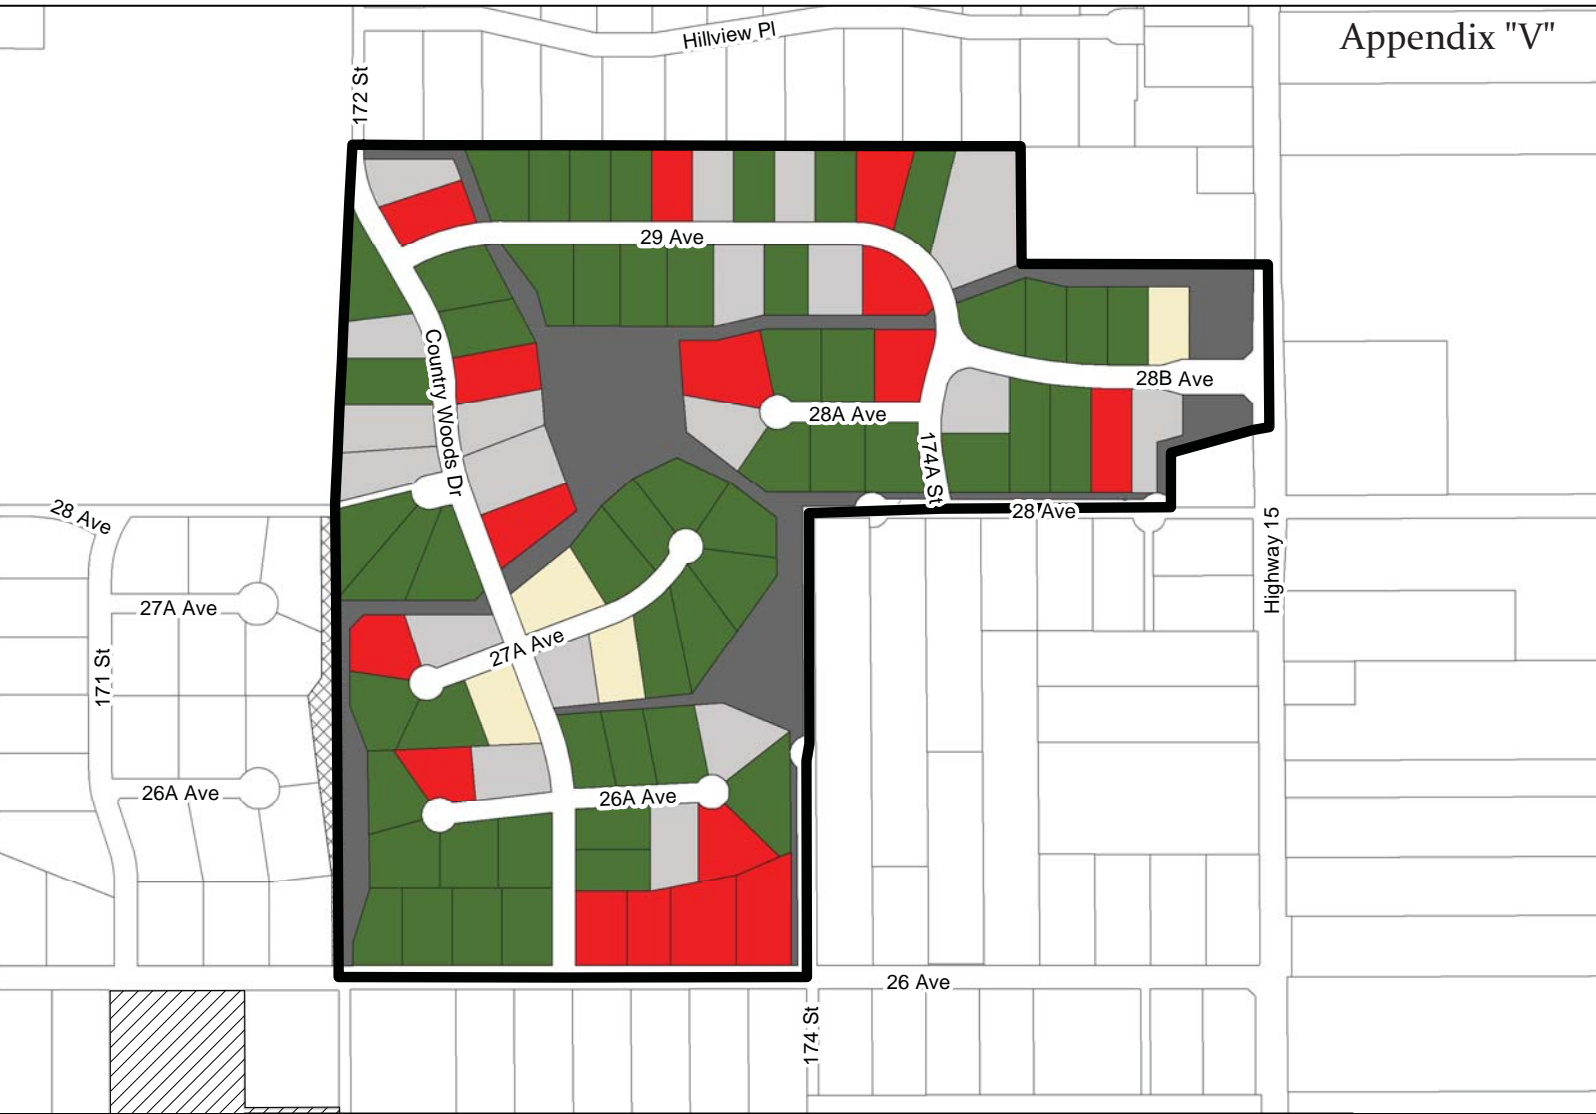 Appendix "V"
Hillview Pl
172 St
29 Ave
Country Woods Dr
28B Ave
28A Ave
174A St
28 Ave
28 Ave
Highway 15
27A Ave
27A Ave
171 St
26A Ave
26A Ave
26 Ave
174 St